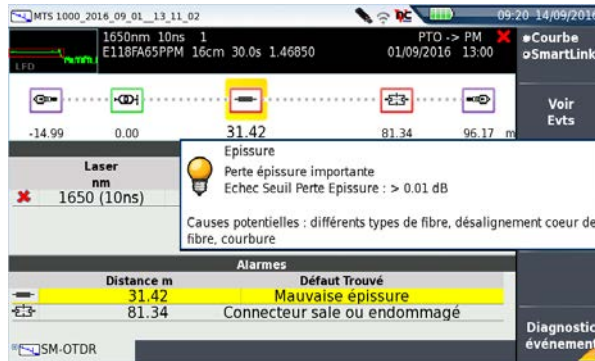 MTS 1000_2016_09_01__13_11_02
09:20 14/09/2016
1650nm 10ns 1
PTO -> PM
E118FA65PPM 16cm 30.0s 1.46850
01/09/2016 13:00
LFD
Courbe
SmartLink
Voir
Evts
-14.99 0.00 31.42 81.34 96.17 m
Laser
nm
1650 (10ns)
Epissure
Perte épissure importante
Echec Seuil Perte Epissure : > 0.01 dB
Causes potentielles : différents types de fibre, désalignement coeur de
fibre, courbure
Alarmes
Distance m Défaut Trouvé
31.42 Mauvaise épissure
81.34 Connecteur sale ou endommagé
Diagnostic
événement
SM-OTDR